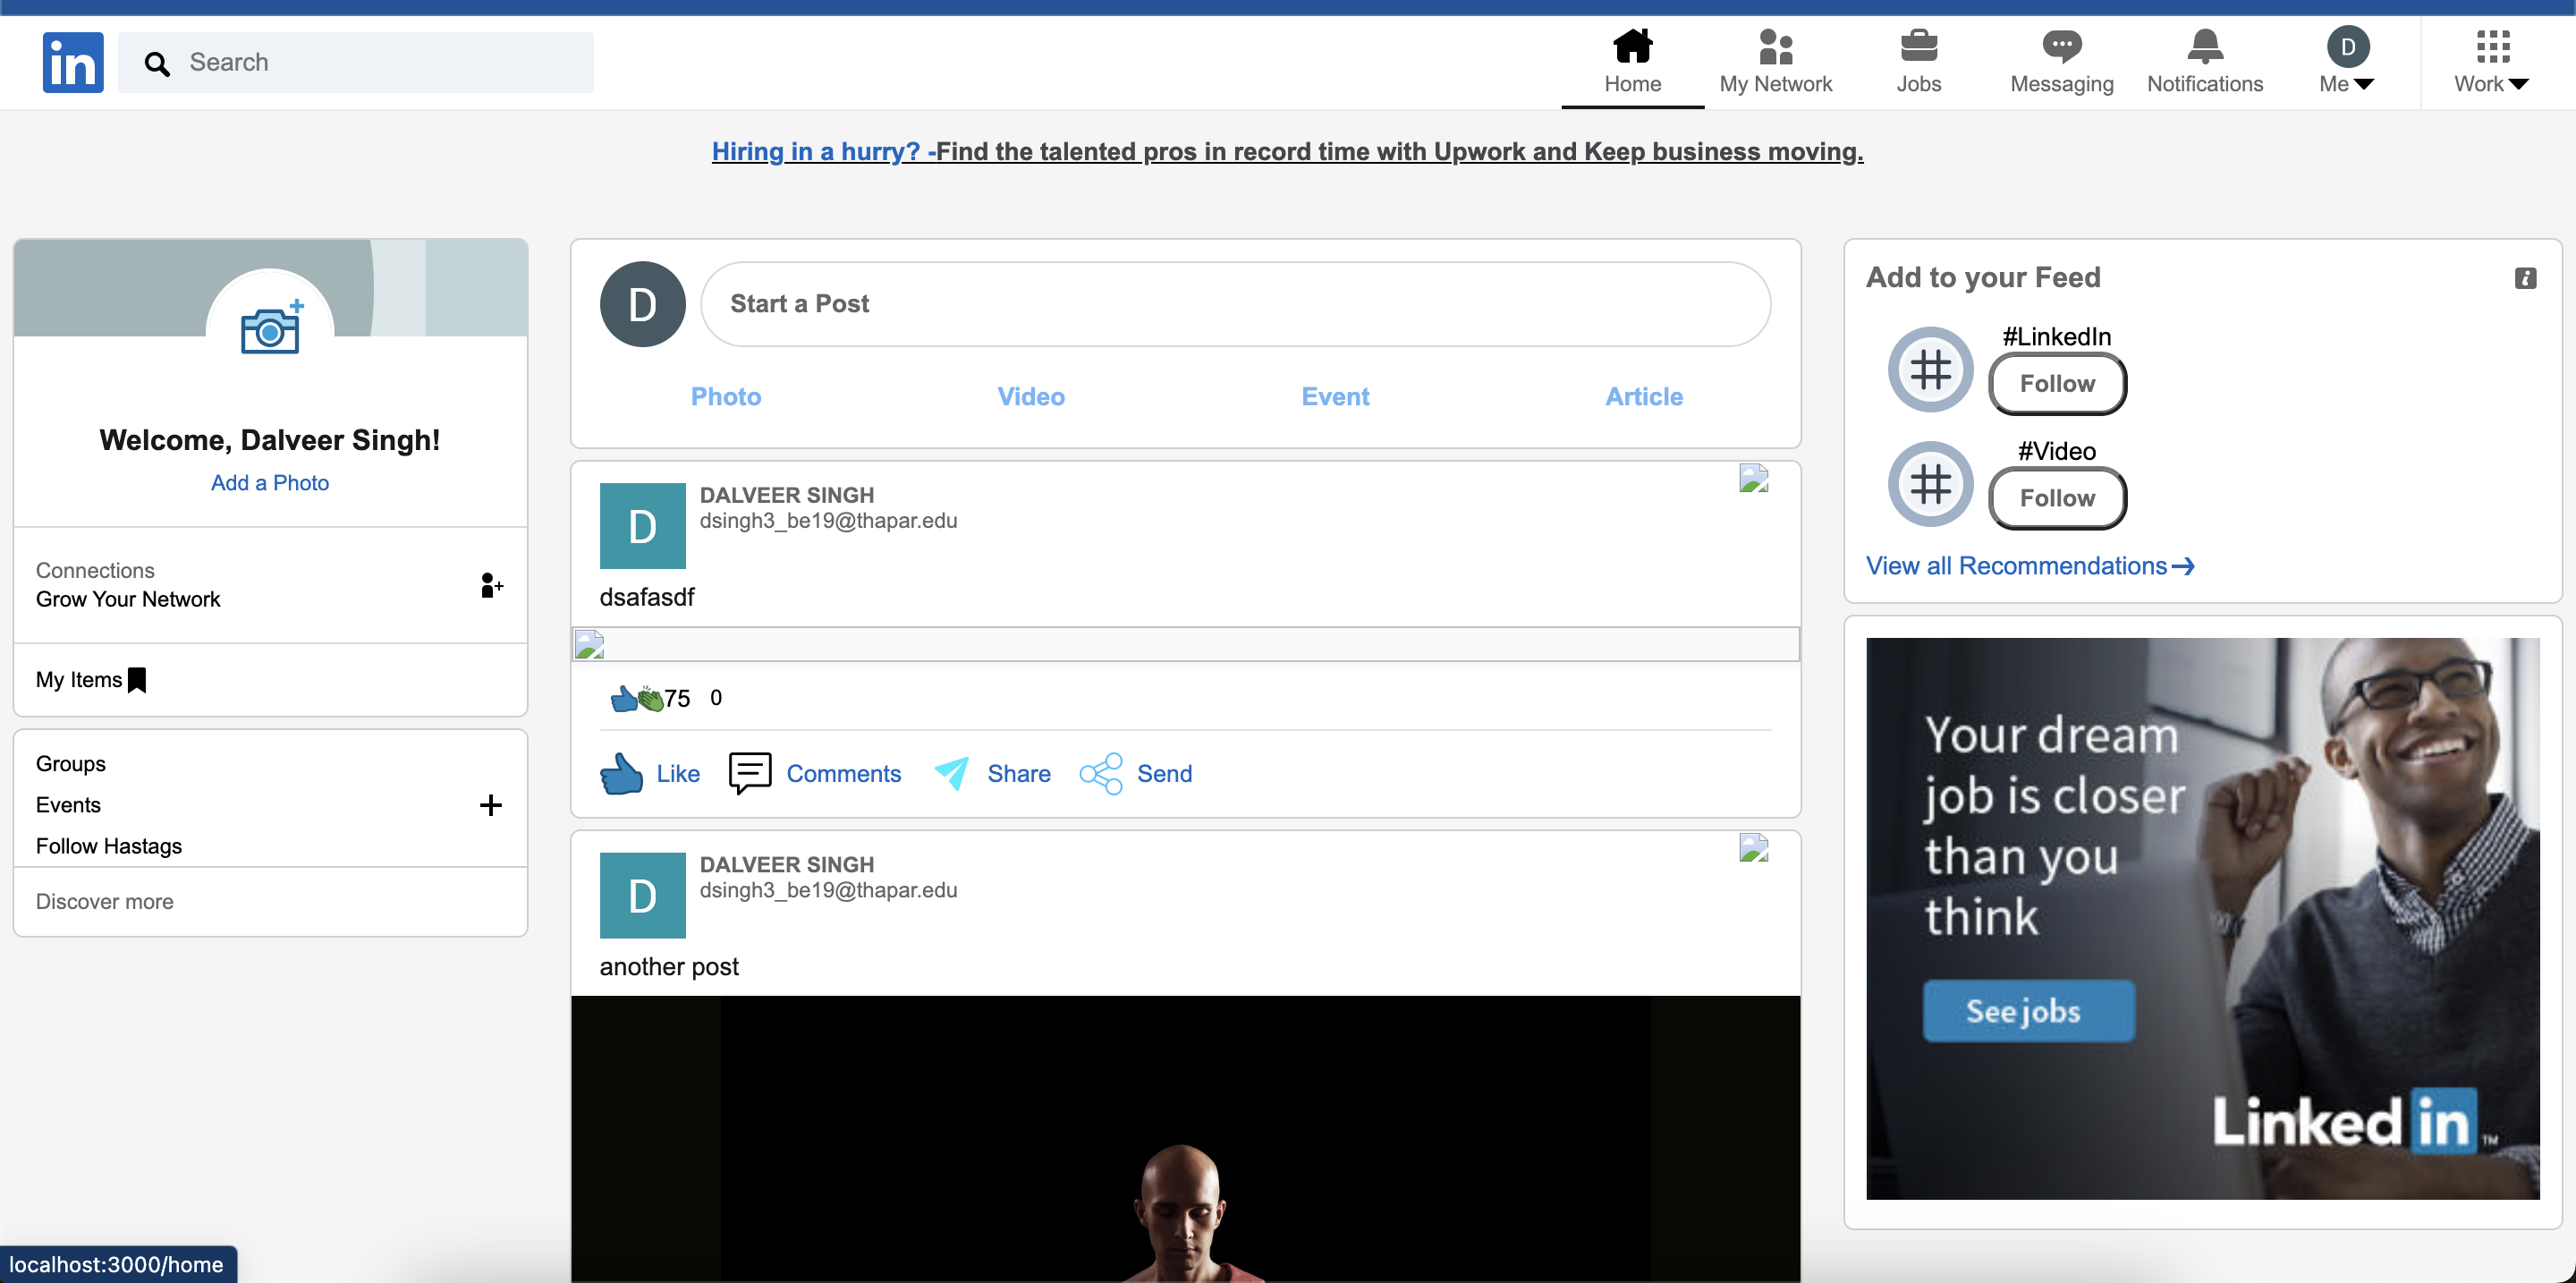 in
Search
Home
My Network
Jobs
Messaging
Notifications
D
Me
Work
Hiring in a hurry? -Find the talented pros in record time with Upwork and Keep business moving.
Welcome, Dalveer Singh!
Add a Photo
Connections
Grow Your Network
My Items
Groups
Events
Follow Hastags
Discover more
D
Start a Post
Photo Video Event Article
D
DALVEER SINGH
dsingh3_be19@thapar.edu
dsafasdf
75 0
Like Comments Share Send
D
DALVEER SINGH
dsingh3_be19@thapar.edu
another post
Add to your Feed
#LinkedIn
Follow
#Video
Follow
View all Recommendations
Your dream
job is closer
than you
think
See jobs
Linked in TM
localhost:3000/home